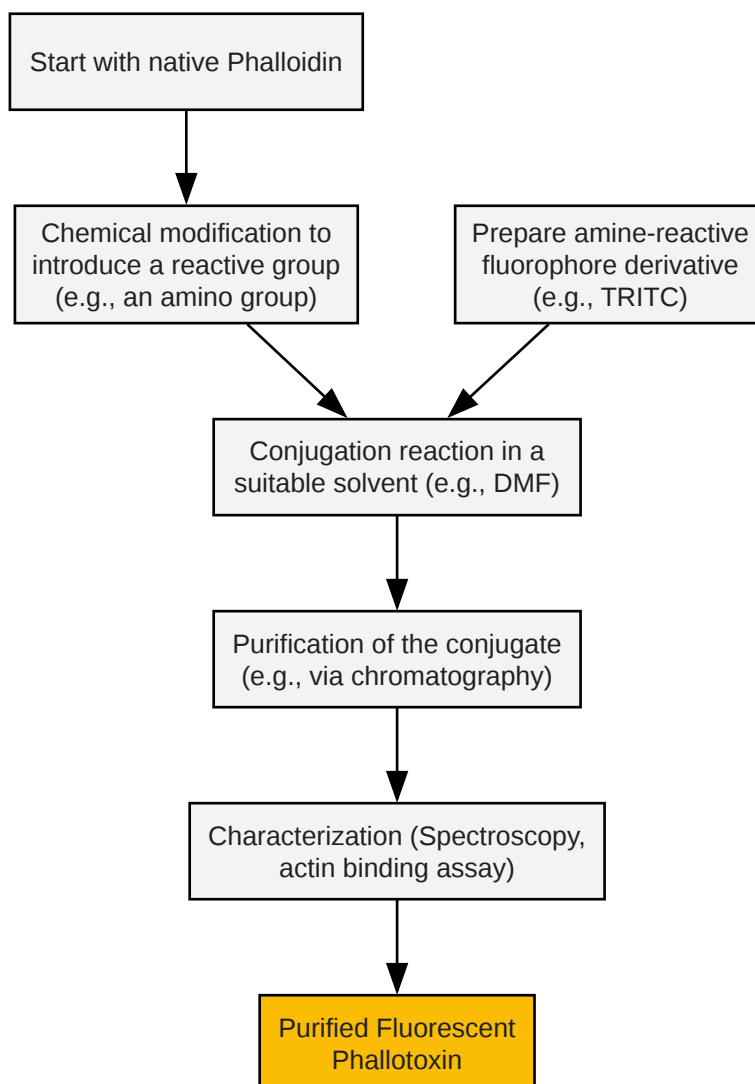 Start with native Phalloidin
Chemical modification to
introduce a reactive group
(e.g., an amino group)
Prepare amine-reactive
fluorophore derivative
(e.g., TRITC)
Conjugation reaction in a
suitable solvent (e.g., DMF)
Purification of the conjugate
(e.g., via chromatography)
Characterization (Spectroscopy,
actin binding assay)
Purified Fluorescent
Phallotoxin